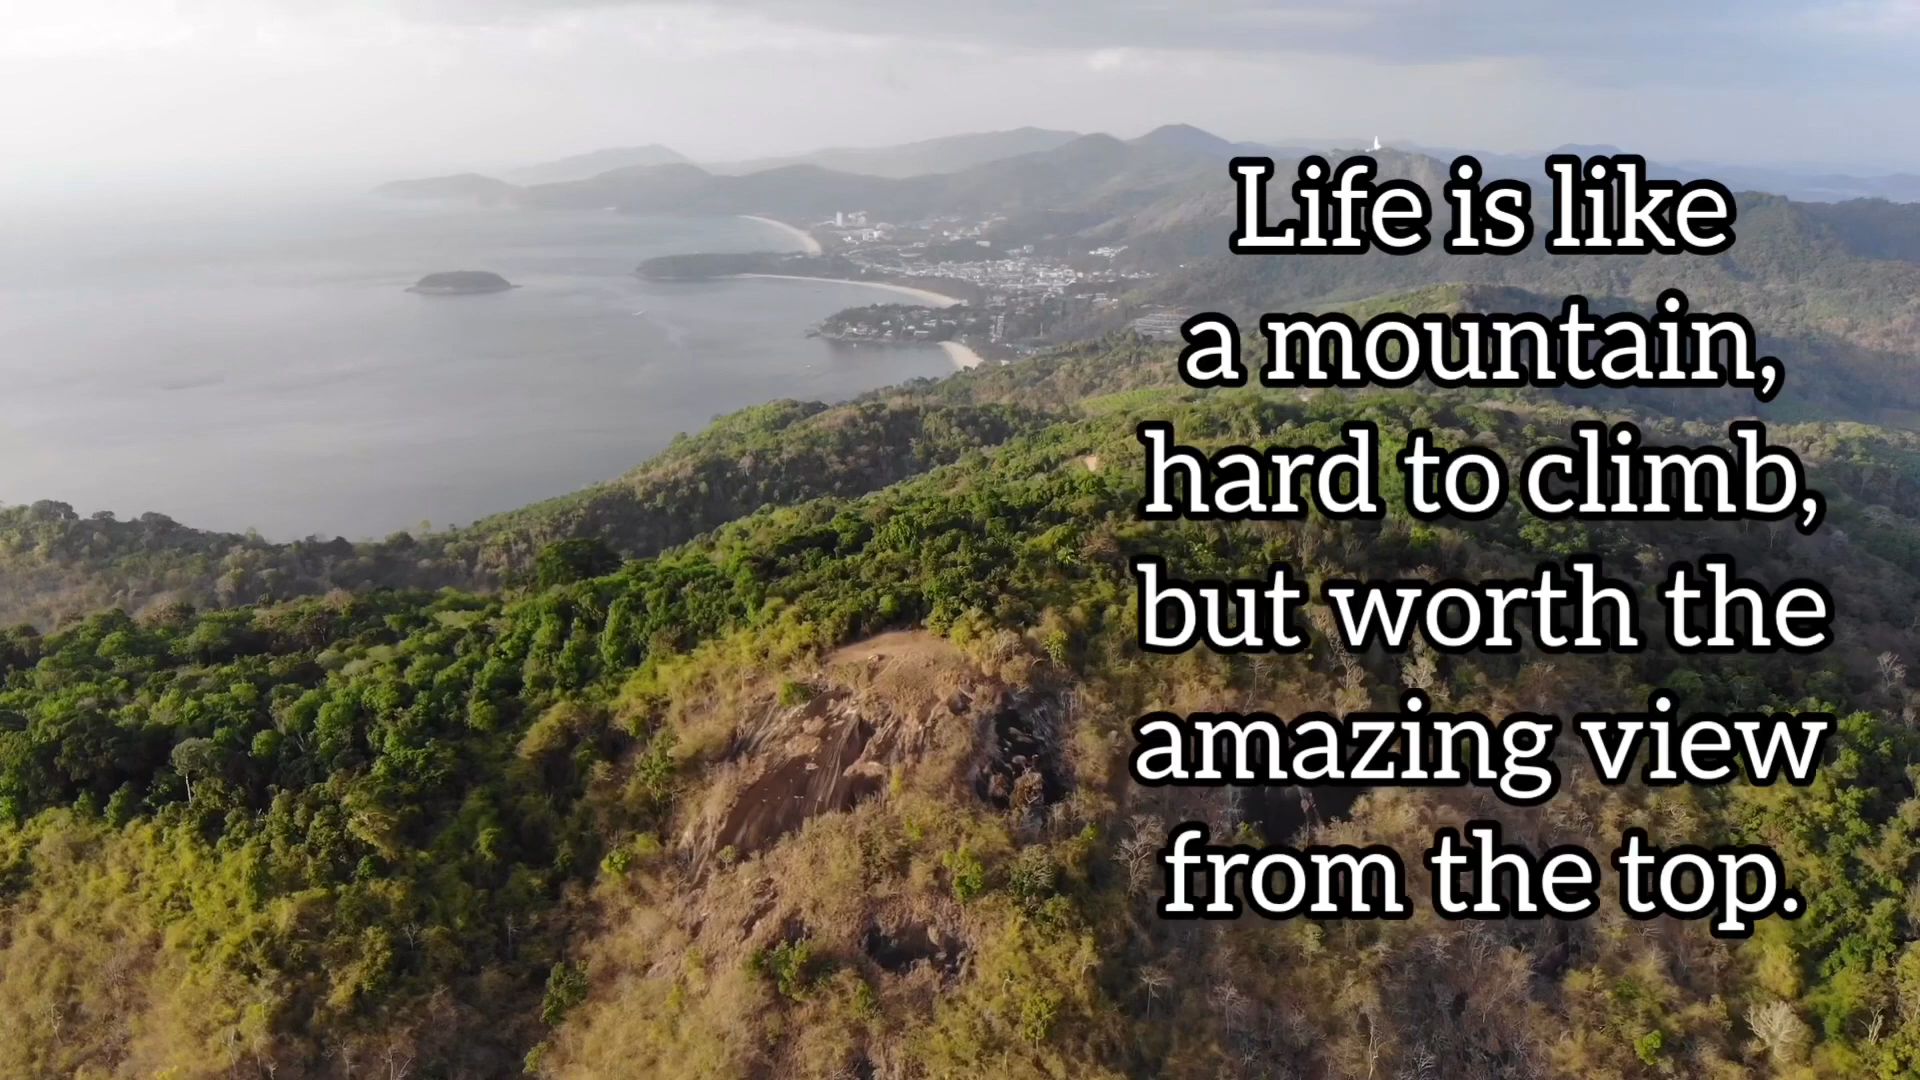 Life is like
a mountain,
hard to climb,
but worth the
amazing view
from the top.